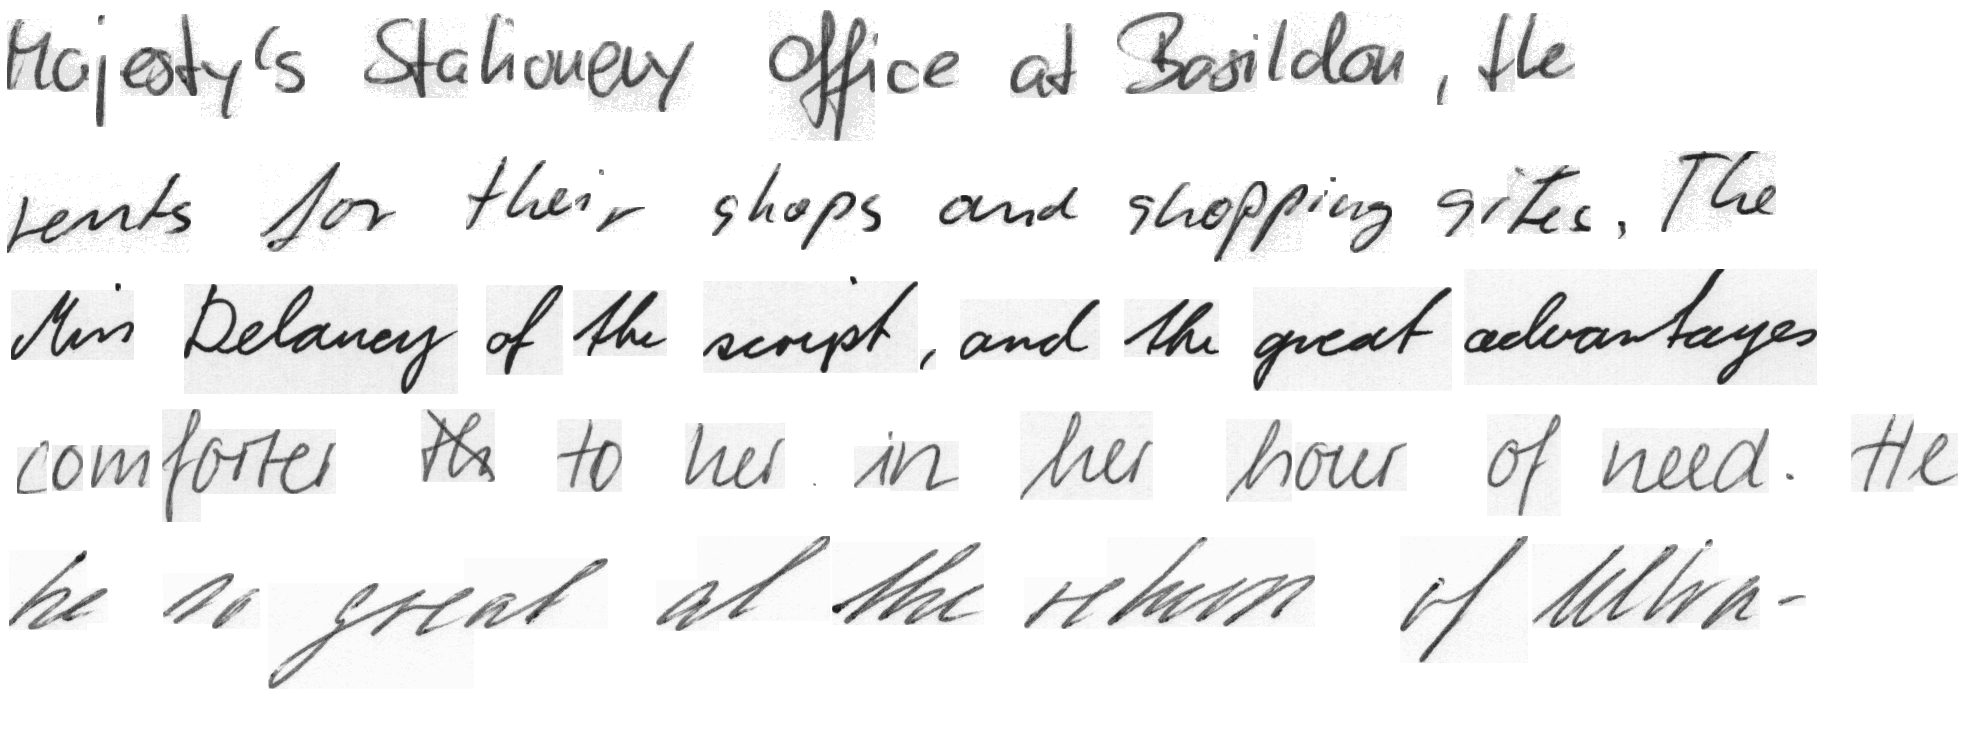 Majesty's Stationery Office at Basildon, the
rents for their shops and shopping sites. The
Miss Delaney of the script, and the great advantages
comforter to her in her hour of need. He
be so great at the return of Ultra-